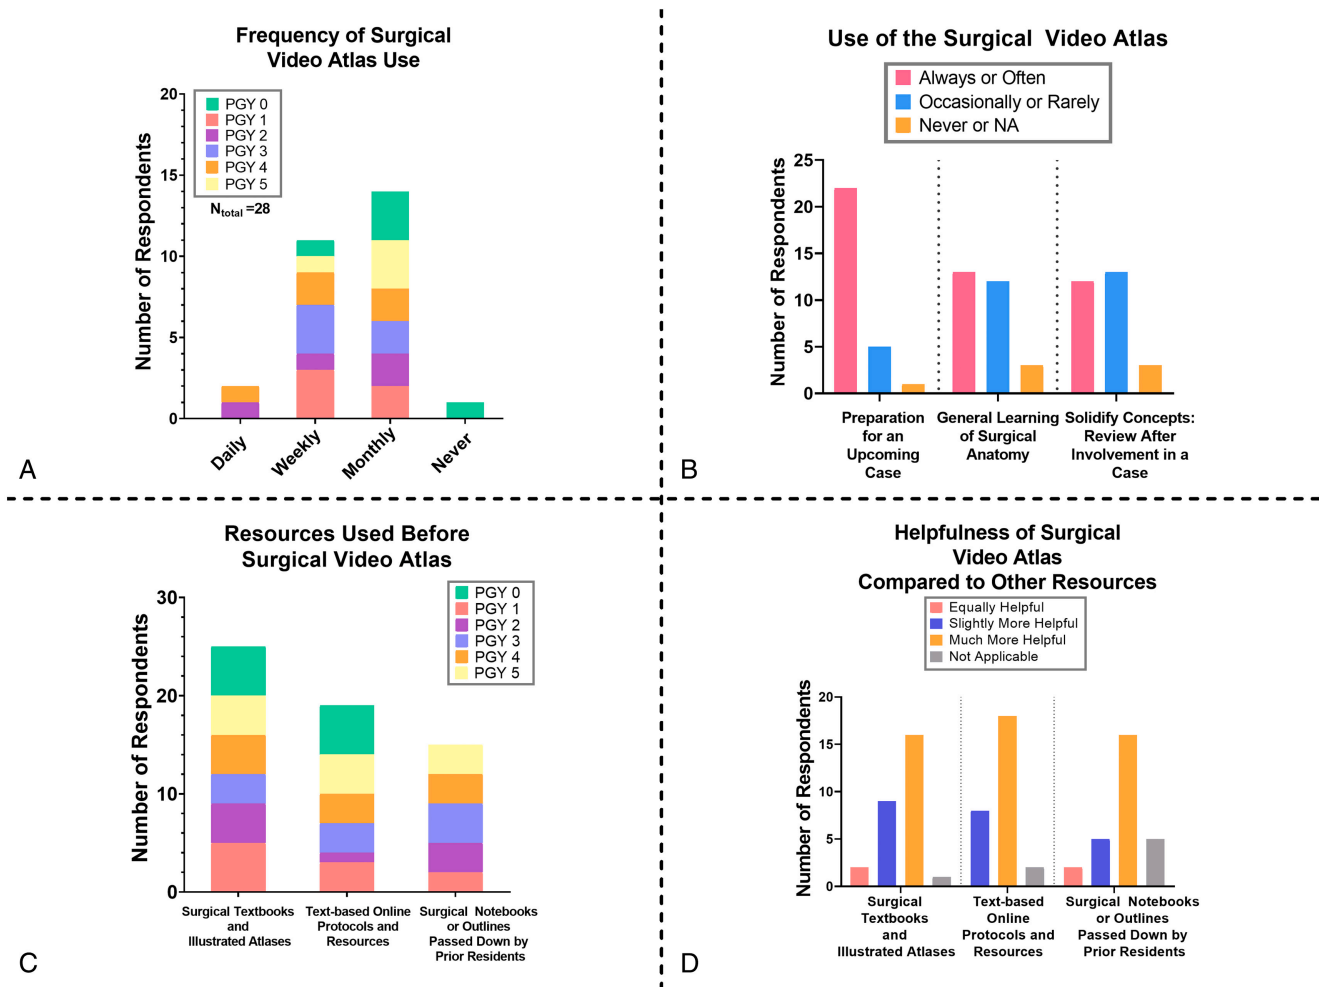 Frequency of Surgical
Video Atlas Use
20
15
10
5
0
Number of Respondents
PGY 0
PGY 1
PGY 2
PGY 3
PGY 4
PGY 5
Ntotal =28
Daily
Weekly
Monthly
Never
A
Use of the Surgical Video Atlas
Always or Often
Occasionally or Rarely
Never or NA
25
20
15
10
5
0
Number of Respondents
Preparation
for an
Upcoming
Case
General Learning
of Surgical
Anatomy
Solidify Concepts:
Review After
Involvement in a
Case
B
Resources Used Before
Surgical Video Atlas
PGY 0
PGY 1
PGY 2
PGY 3
PGY 4
PGY 5
30
20
10
0
Number of Respondents
Surgical Textbooks
and
Illustrated Atlases
Text-based Online
Protocols and
Resources
Surgical Notebooks
or Outlines
Passed Down by
Prior Residents
C
Helpfulness of Surgical
Video Atlas
Compared to Other Resources
Equally Helpful
Slightly More Helpful
Much More Helpful
Not Applicable
20
15
10
5
0
Number of Respondents
Surgical
Textbooks
and
Illustrated Atlases
Text-based
Online
Protocols and
Resources
Surgical Notebooks
or Outlines
Passed Down by
Prior Residents
D